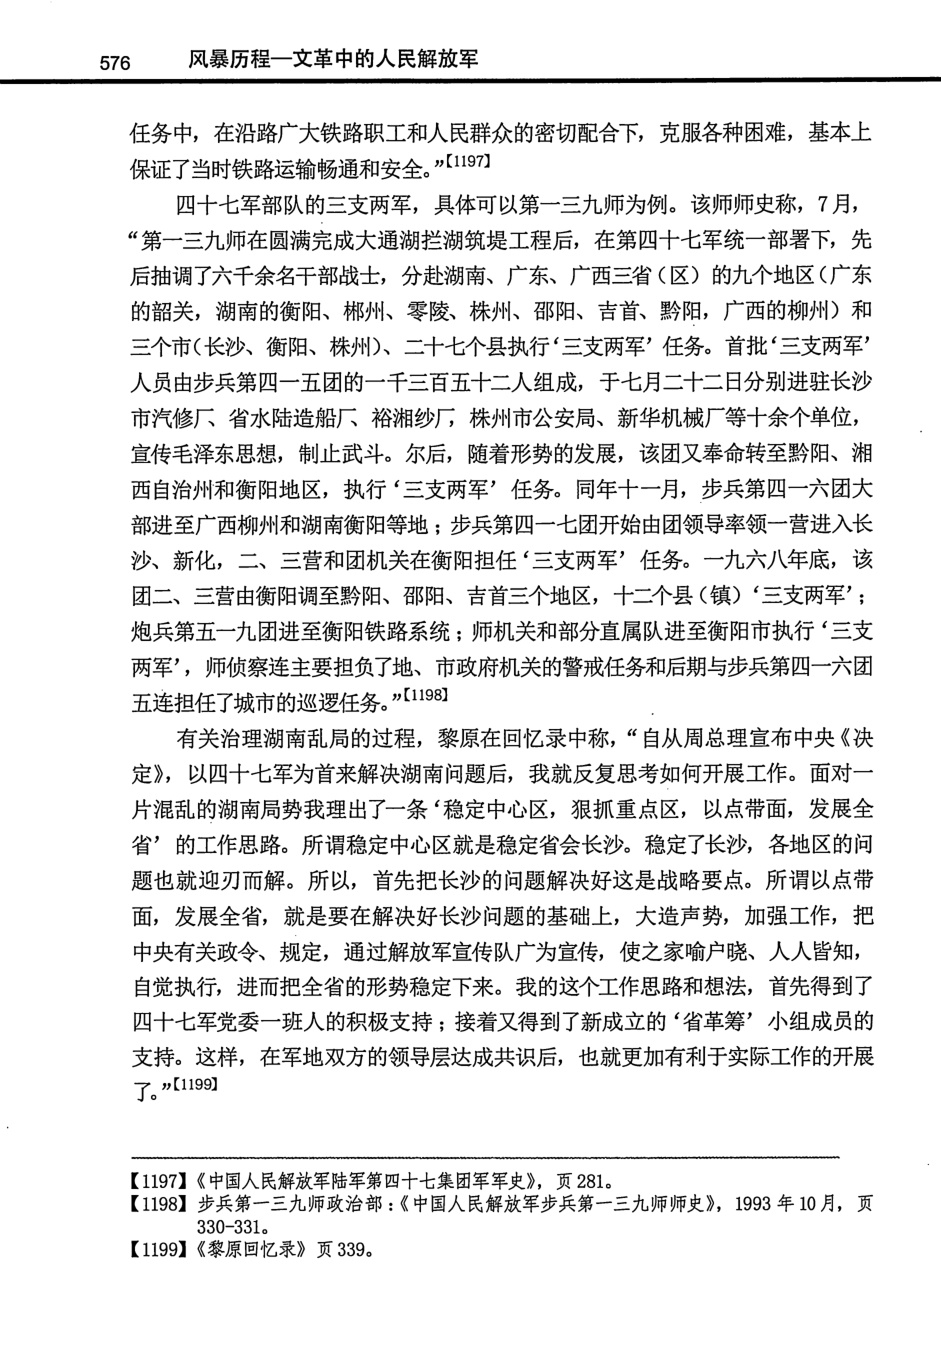 576 风暴历程—文革中的人民解放军
任务中，在沿路广大铁路职工和人民群众的密切配合下，克服各种困难，基本上
保证了当时铁路运输畅通和安全。”【1197】
四十七军部队的三支两军，具体可以第一三九师为例。该师师史称，7月，
“第一三九师在圆满完成大通湖拦湖筑堤工程后，在第四十七军统一部署下，先
后抽调了六千余名干部战士，分赴湖南、广东、广西三省（区）的九个地区（广东
的韶关，湖南的衡阳、郴州、零陵、株州、邵阳、吉首、黔阳，广西的柳州）和
三个市（长沙、衡阳、株州）、二十七个县执行‘三支两军’任务。首批‘三支两军’
人员由步兵第四一五团的一千三百五十二人组成，于七月二十二日分别进驻长沙
市汽修厂、省水陆造船厂、裕湘纱厂，株州市公安局、新华机械厂等十余个单位，
宣传毛泽东思想，制止武斗。尔后，随着形势的发展，该团又奉命转至黔阳、湘
西自治州和衡阳地区，执行‘三支两军’任务。同年十一月，步兵第四一六团大
部进至广西柳州和湖南衡阳等地；步兵第四一七团开始由团领导率领一营进入长
沙、新化，二、三营和团机关在衡阳担任‘三支两军’任务。一九六八年底，该
团二、三营由衡阳调至黔阳、邵阳、吉首三个地区，十二个县（镇）‘三支两军’；
炮兵第五一九团进至衡阳铁路系统；师机关和部分直属队进至衡阳市执行‘三支
两军’，师侦察连主要担负了地、市政府机关的警戒任务和后期与步兵第四一六团
五连担任了城市的巡逻任务。”【1198】
有关治理湖南乱局的过程，黎原在回忆录中称，“自从周总理宣布中央《决
定》，以四十七军为首来解决湖南问题后，我就反复思考如何开展工作。面对一
片混乱的湖南局势我理出了一条‘稳定中心区，狠抓重点区，以点带面，发展全
省’的工作思路。所谓稳定中心区就是稳定省会长沙。稳定了长沙，各地区的问
题也就迎刃而解。所以，首先把长沙的问题解决好这是战略要点。所谓以点带
面，发展全省，就是要在解决好长沙问题的基础上，大造声势，加强工作，把
中央有关政令、规定，通过解放军宣传队广为宣传，使之家喻户晓、人人皆知，
自觉执行，进而把全省的形势稳定下来。我的这个工作思路和想法，首先得到了
四十七军党委一班人的积极支持；接着又得到了新成立的‘省革筹’小组成员的
支持。这样，在军地双方的领导层达成共识后，也就更加有利于实际工作的开展
了。”【1199】
【1197】《中国人民解放军陆军第四十七集团军军史》，页281。
【1198】步兵第一三九师政治部：《中国人民解放军步兵第一三九师师史》，1993年10月，页
330-331。
【1199】《黎原回忆录》页339。